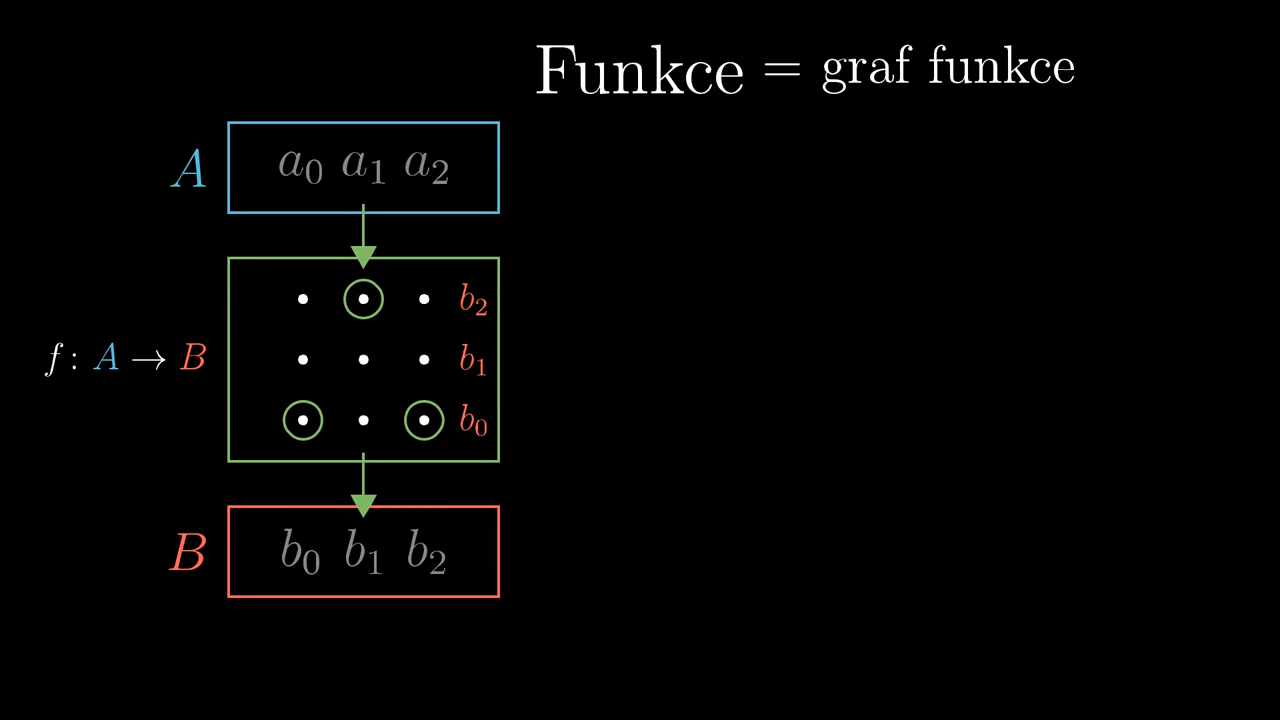 Funkce = graf funkce
A a₀ a₁ a₂
b₂
f : A → B b₁
b₀
B b₀ b₁ b₂